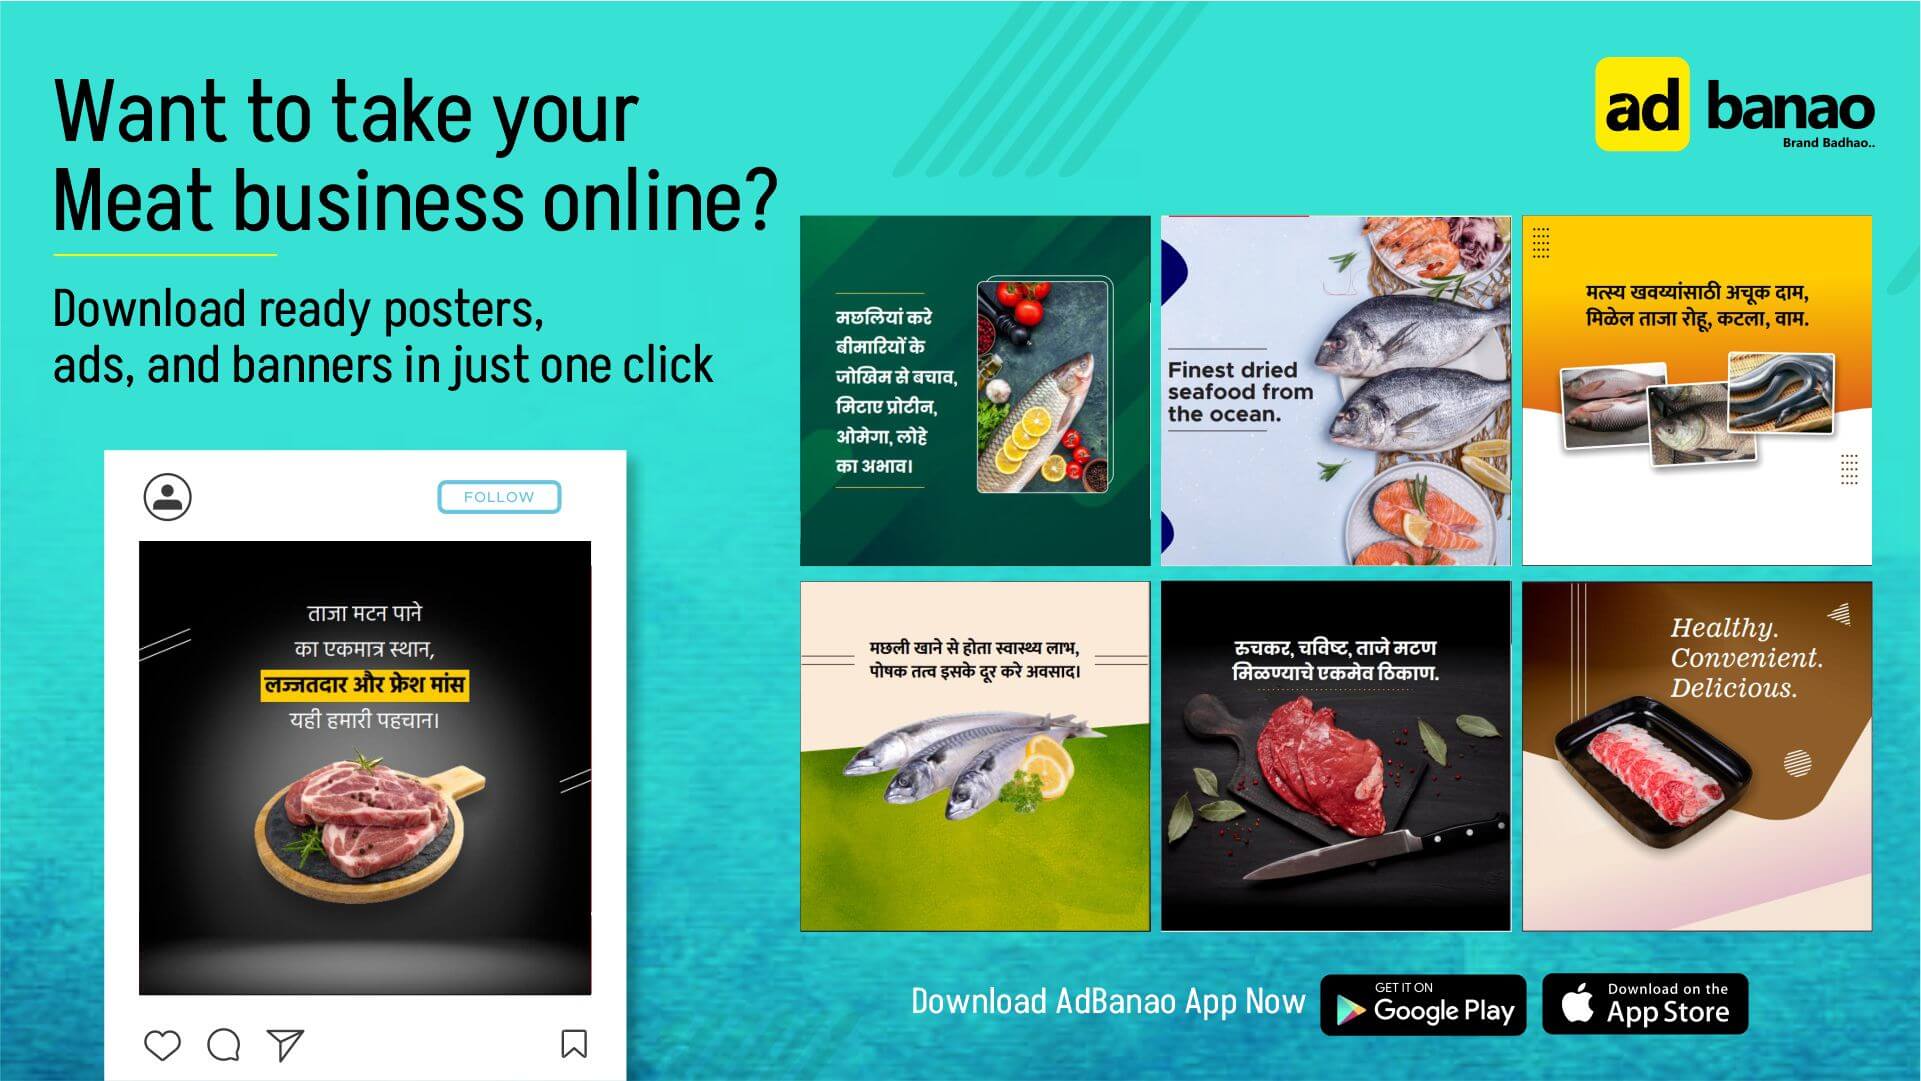 Want to take your
Meat business online?
Download ready posters,
ads, and banners in just one click
ad banao
Brand Badhao..
FOLLOW
ताजा मटन पाने
का एकमात्र स्थान,
लज्जतदार और फ्रेश मांस
यही हमारी पहचान।
मछलियां करे
बीमारियों के
जोखिम से बचाव,
मिटाए प्रोटीन,
ओमेगा, लोहे
का अभाव।
Finest dried
seafood from
the ocean.
मत्स्य खवय्यांसाठी अचूक दाम,
मिळेल ताजा रोहू, कटला, वाम.
मछली खाने से होता स्वास्थ्य लाभ,
पोषक तत्व इसके दूर करे अवसाद।
रुचकर, चविष्ट, ताजे मटण
मिळण्याचे एकमेव ठिकाण.
Healthy.
Convenient.
Delicious.
Download AdBanao App Now
GET IT ON
Google Play
Download on the
App Store